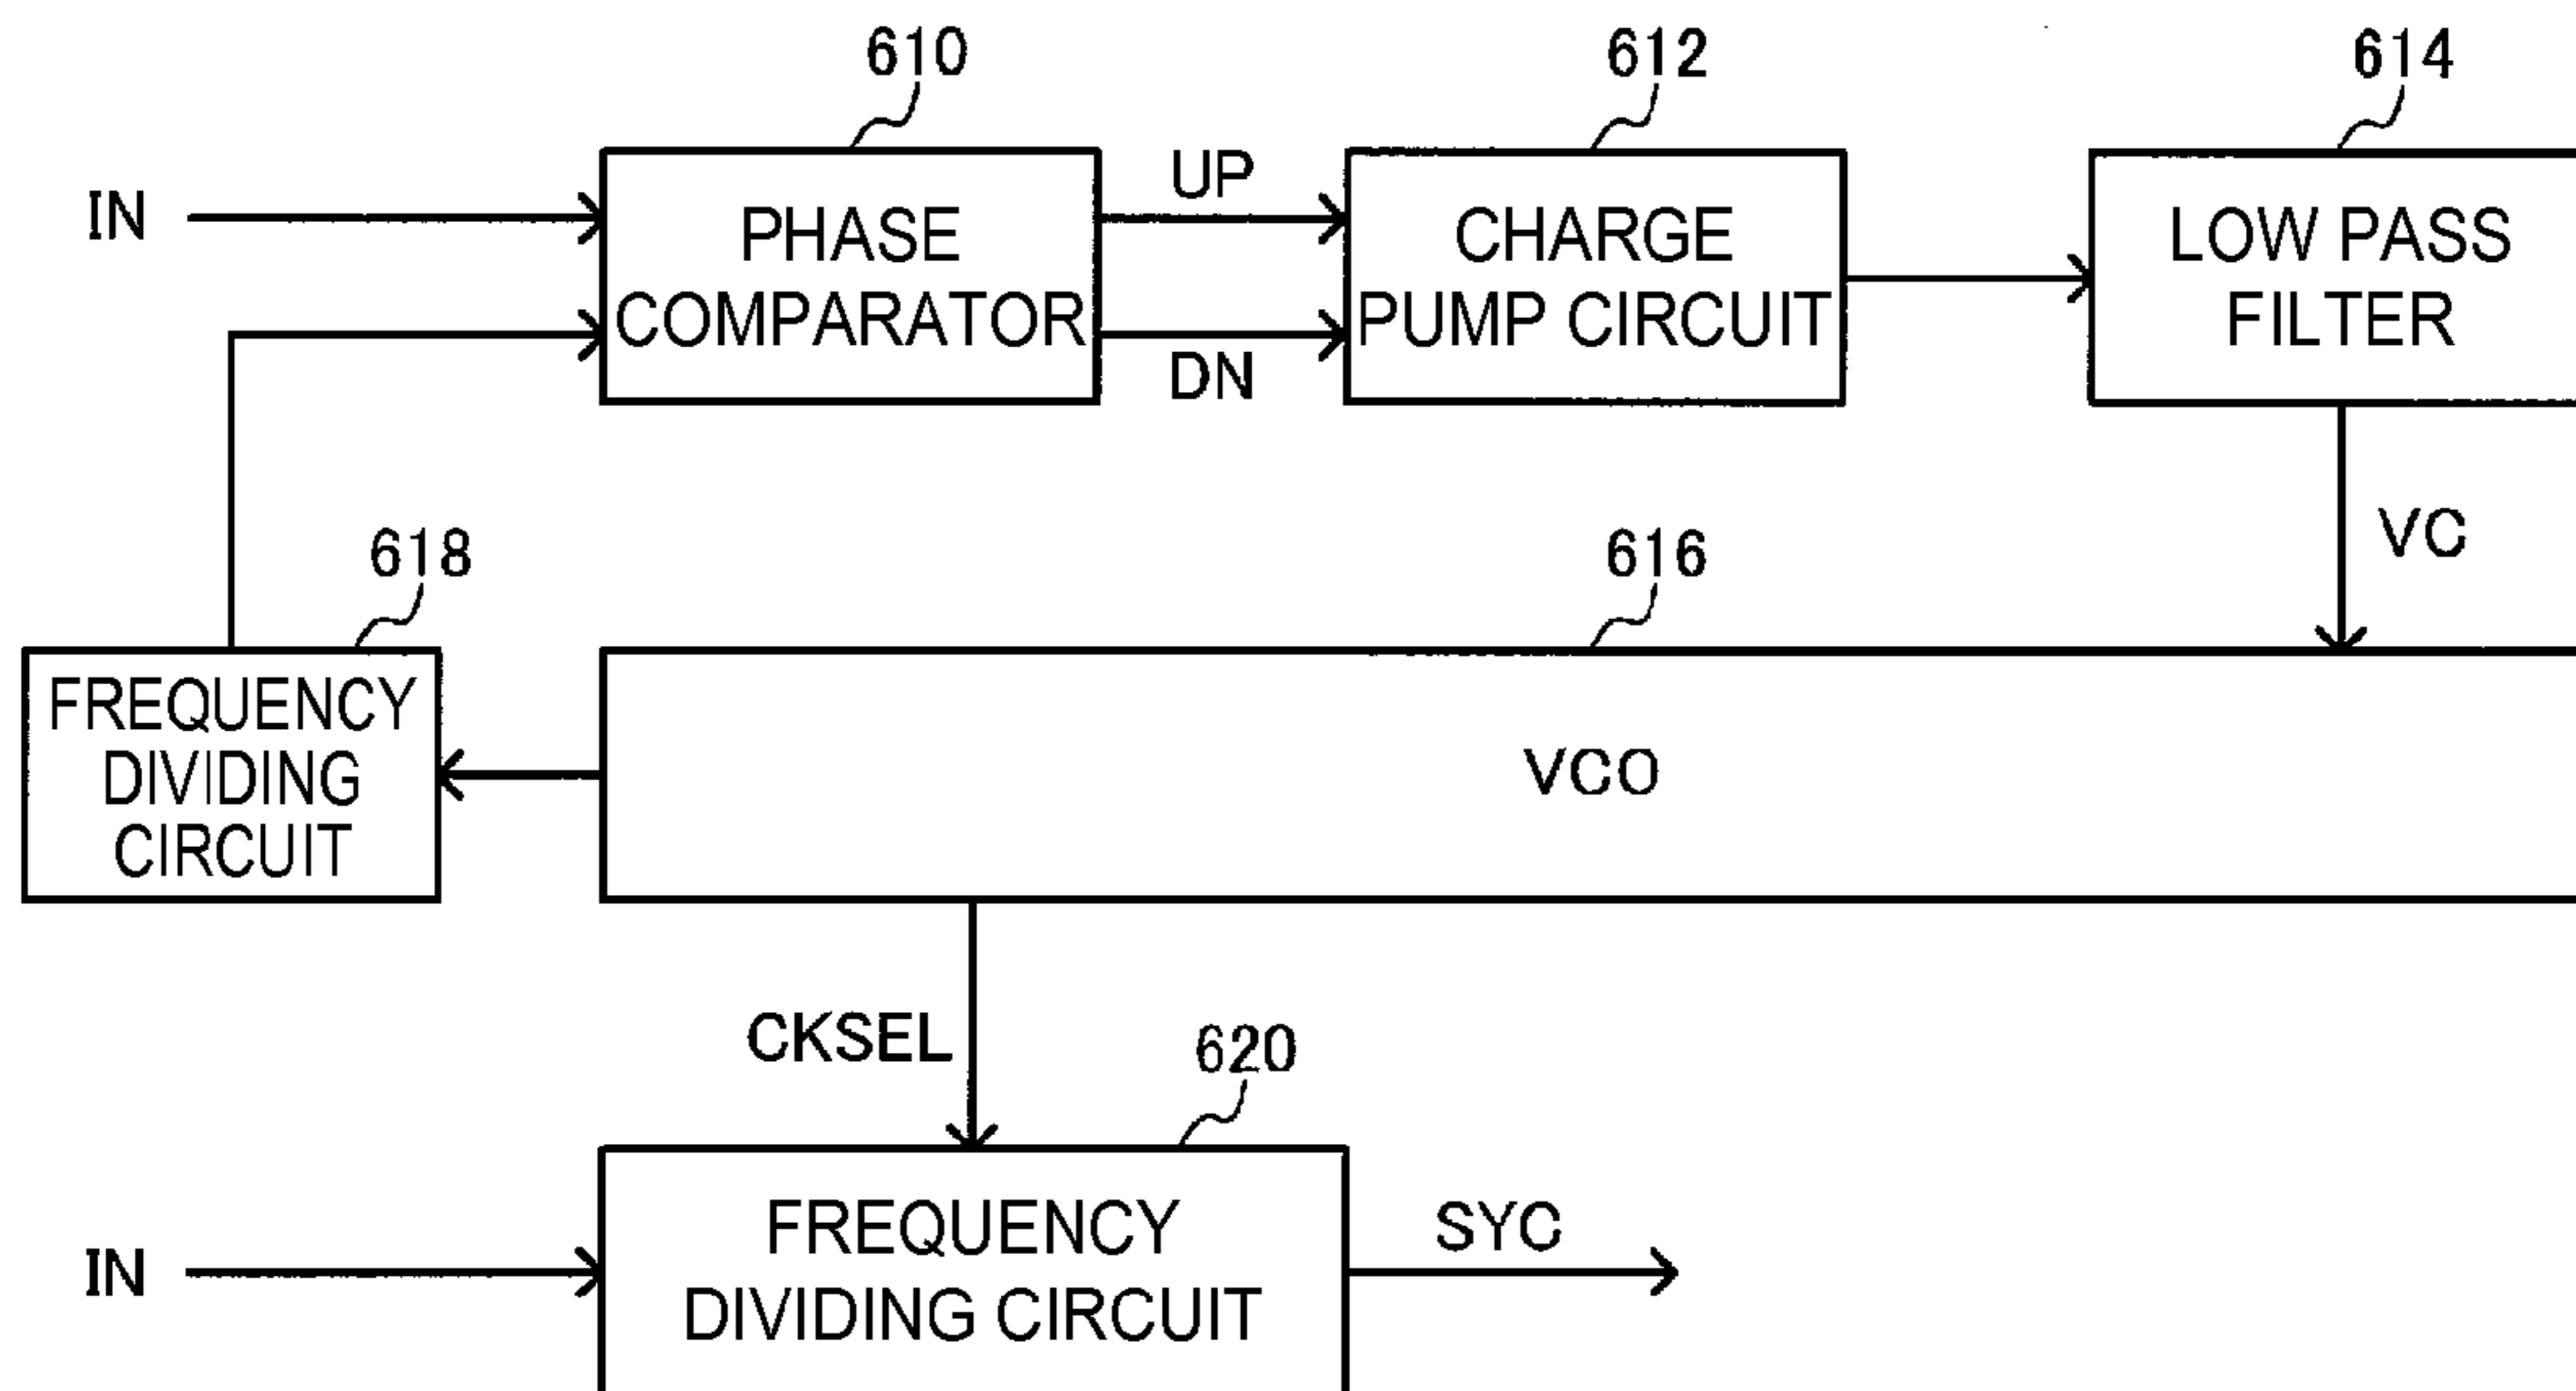 610
612
614
IN
PHASE
COMPARATOR
UP
DN
CHARGE
PUMP CIRCUIT
LOW PASS
FILTER
VC
618
616
FREQUENCY
DIVIDING
CIRCUIT
VCO
CKSEL
620
IN
FREQUENCY
DIVIDING CIRCUIT
SYC